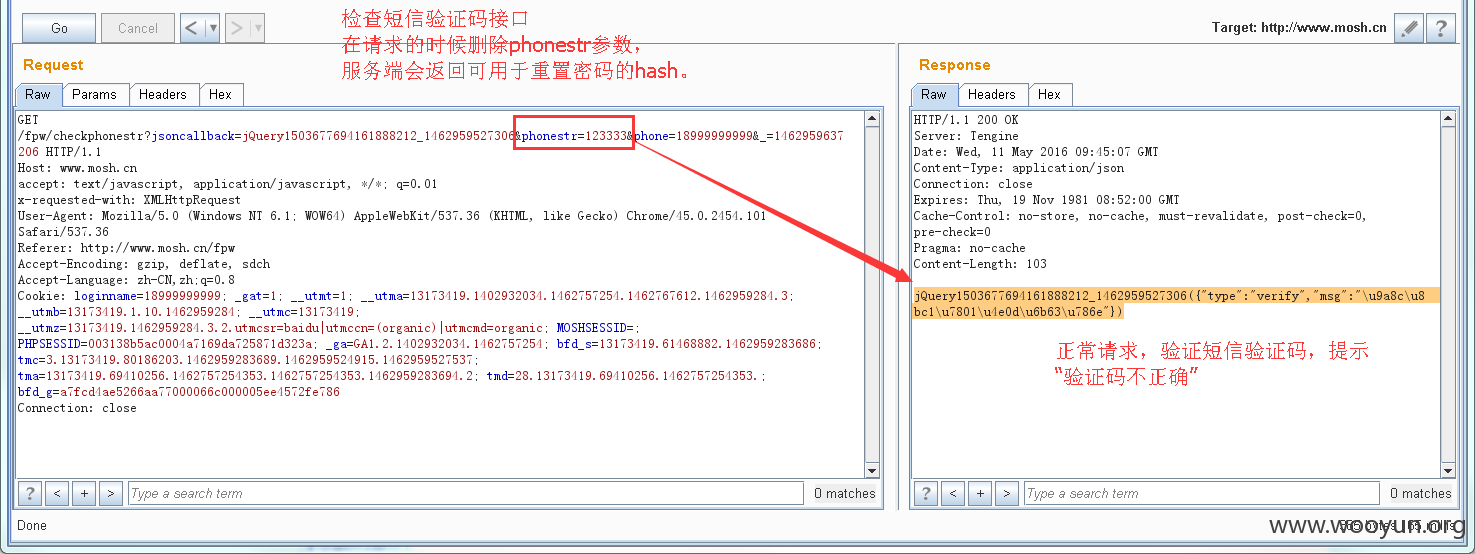 Go
Cancel
<
>
检查短信验证码接口
在请求的时候删除phonestr参数，
服务端会返回可用于重置密码的hash。
Target: http://www.mosh.cn
?
Request
Raw
Params
Headers
Hex
GET
/fpw/checkphonestr?jsoncallback=jQuery1503677694161888212_1462959527306&phonestr=123333&phone=18999999999&_=1462959637
206 HTTP/1.1
Host: www.mosh.cn
accept: text/javascript, application/javascript, */*; q=0.01
x-requested-with: XMLHttpRequest
User-Agent: Mozilla/5.0 (Windows NT 6.1; WOW64) AppleWebKit/537.36 (KHTML, like Gecko) Chrome/45.0.2454.101
Safari/537.36
Referer: http://www.mosh.cn/fpw
Accept-Encoding: gzip, deflate, sdch
Accept-Language: zh-CN,zh;q=0.8
Cookie: loginname=18999999999; _gat=1; __utmt=1; __utma=13173419.1402932034.1462757254.1462767612.1462959284.3;
__utmb=13173419.1.10.1462959284; __utmc=13173419;
__utmz=13173419.1462959284.3.2.utmcsr=baidu|utmccn=(organic)|utmcmd=organic; MOSHSESSID=;
PHPSESSID=003138b5ac0004a7169da725871d323a; _ga=GA1.2.1402932034.1462757254; bfd_s=13173419.61468882.1462959283686;
tmc=3.13173419.80186203.1462959283689.1462959524915.1462959527537;
tma=13173419.69410256.1462757254353.1462757254353.1462959283694.2; tmd=28.13173419.69410256.1462757254353.;
bfd_g=a7fcd4ae5266aa77000066c000005ee4572fe786
Connection: close
?
<
+
>
Type a search term
0 matches
Done
Response
Raw
Headers
Hex
HTTP/1.1 200 OK
Server: Tengine
Date: Wed, 11 May 2016 09:45:07 GMT
Content-Type: application/json
Connection: close
Expires: Thu, 19 Nov 1981 08:52:00 GMT
Cache-Control: no-store, no-cache, must-revalidate, post-check=0,
pre-check=0
Pragma: no-cache
Content-Length: 103
jQuery1503677694161888212_1462959527306({"type":"verify","msg":"\u9a8c\u8
bc1\u7801\u4e0d\u6b63\u786e"})
正常请求，验证短信验证码，提示
“验证码不正确”
?
<
+
>
Type a search term
0 matches
www.wooyun.org